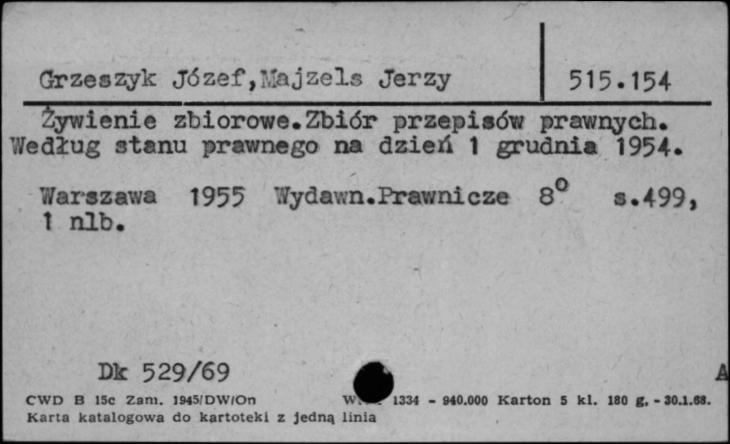 Grzeszyk Józef,Majzels Jerzy 515.154
Żywienie zbiorowe.Zbiór przepisów prawnych.
Według stanu prawnego na dzień 1 grudnia 1954.
Warszawa 1955 Wydawn.Prawnicze 8° s.499,
1 nlb.
Dk 529/69 A
CWD B 15c Zam. 1945/DW/On 1334 - 940.000 Karton 5 kl. 180 g. - 30.1.68.
Karta katalogowa do kartoteki z jedną linią